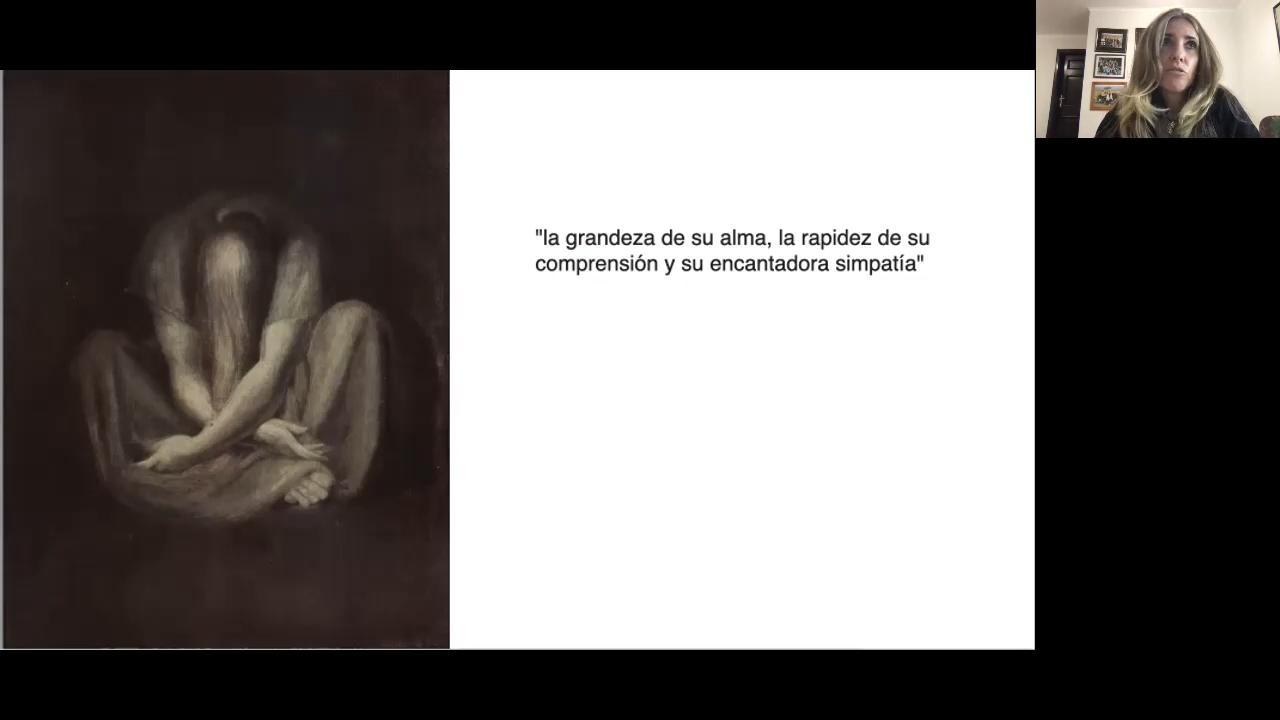 "la grandeza de su alma, la rapidez de su
comprensión y su encantadora simpatía"